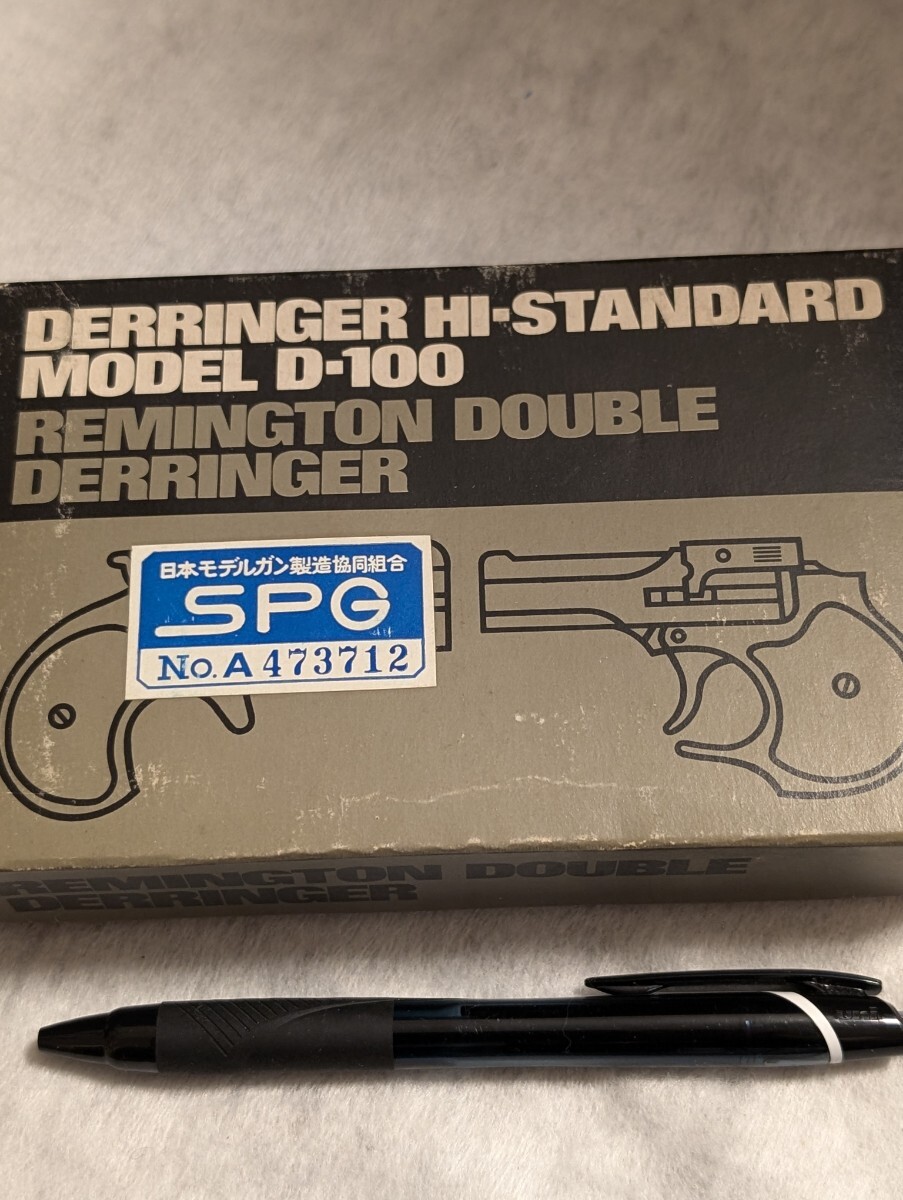 DERRINGER HI-STANDARD
MODEL D-100
REMINGTON DOUBLE
DERRINGER
日本モデルガン製造協同組合
SPG
No. A 473712
REMINGTON DOUBLE
DERRINGER